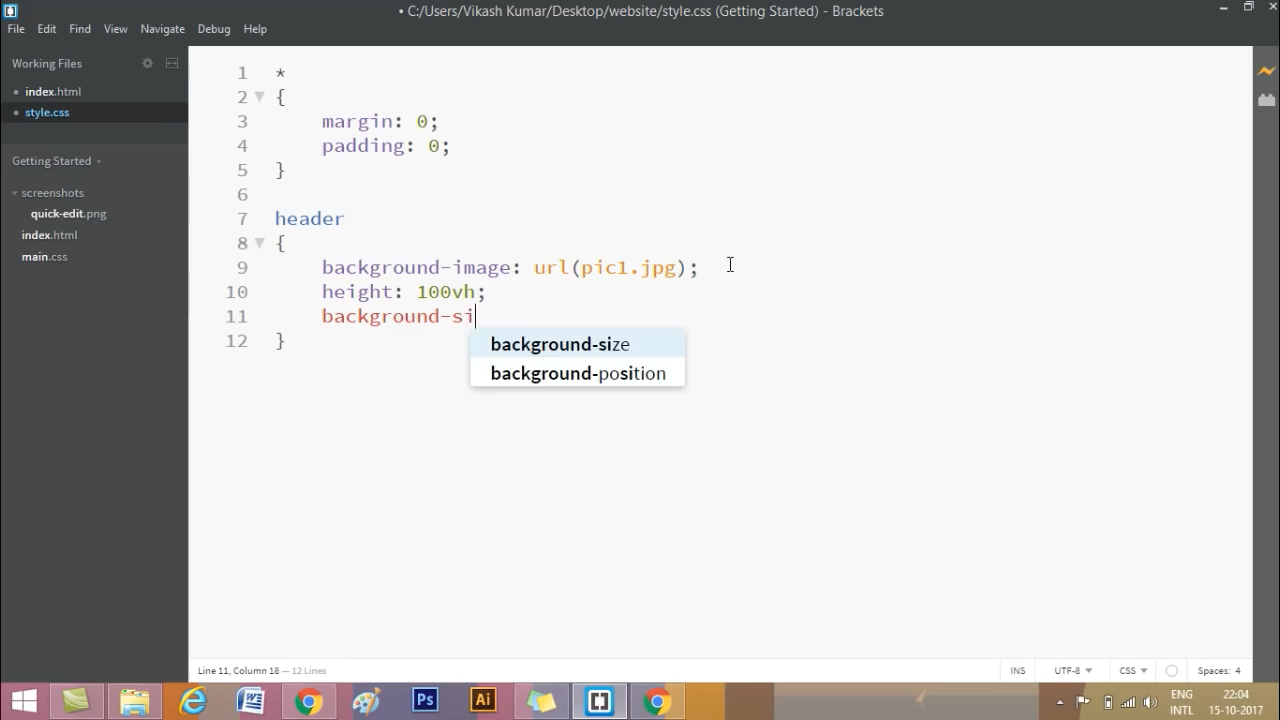 • C:/Users/Vikash Kumar/Desktop/website/style.css (Getting Started) - Brackets
File Edit Find View Navigate Debug Help
Working Files
• index.html
• style.css
Getting Started
screenshots
quick-edit.png
index.html
main.css
1 *
2 {
3 margin: 0;
4 padding: 0;
5 }
6
7 header
8 {
9 background-image: url(pic1.jpg);
10 height: 100vh;
11 background-si
12 }
background-size
background-position
Line 11, Column 18 — 12 Lines
INS UTF-8 CSS Spaces: 4
Ps Ai
ENG 22:04
INTL 15-10-2017